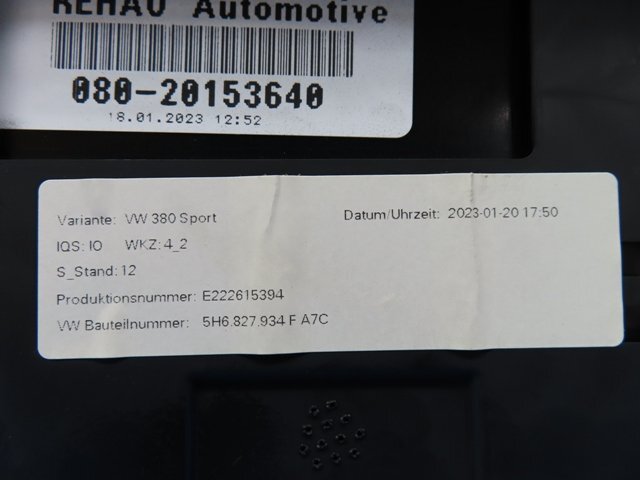 REHAU Automotive
080-20153640
18.01.2023 12:52
Variante: VW 380 Sport Datum/Uhrzeit: 2023-01-20 17:50
IQS: IO WKZ: 4_2
S_Stand: 12
Produktionsnummer: E222615394
VW Bauteilnummer: 5H6.827.934 F A7C